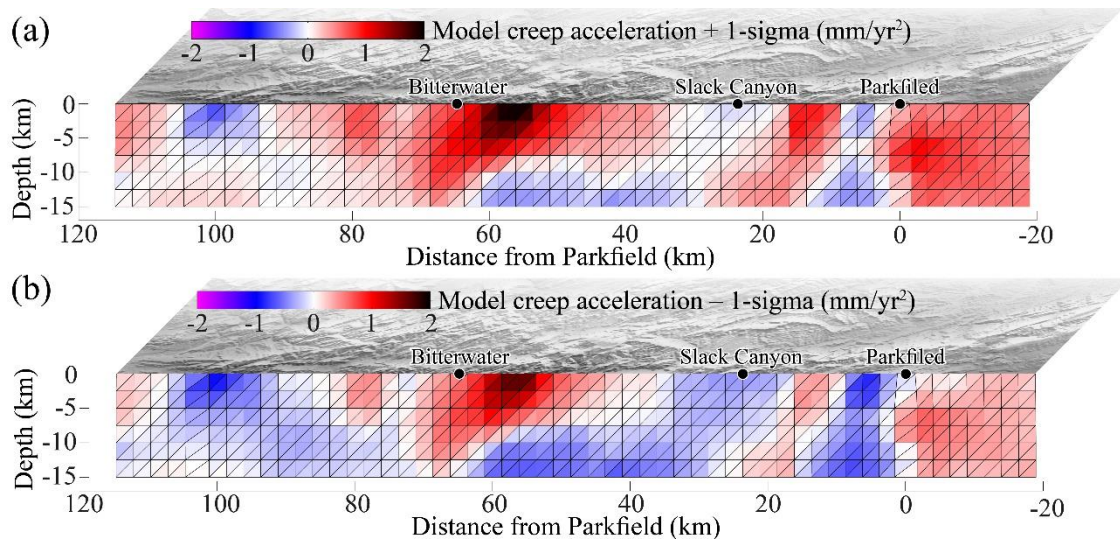 (a)
Model creep acceleration + 1-sigma (mm/yr²)
-2 -1 0 1 2
Bitterwater Slack Canyon Parkfiled
0
-5
-10
-15
Depth (km)
120 100 80 60 40 20 0 -20
Distance from Parkfield (km)
(b)
Model creep acceleration – 1-sigma (mm/yr²)
-2 -1 0 1 2
Bitterwater Slack Canyon Parkfiled
0
-5
-10
-15
Depth (km)
120 100 80 60 40 20 0 -20
Distance from Parkfield (km)